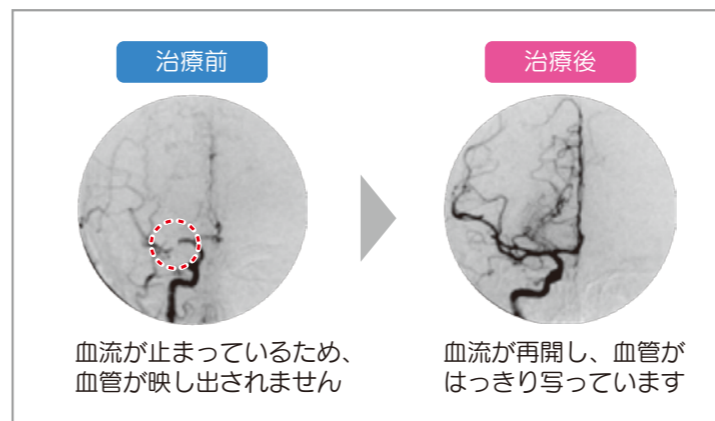 治療前
治療後
血流が止まっているため、
血管が映し出されません
血流が再開し、血管が
はっきり写っています